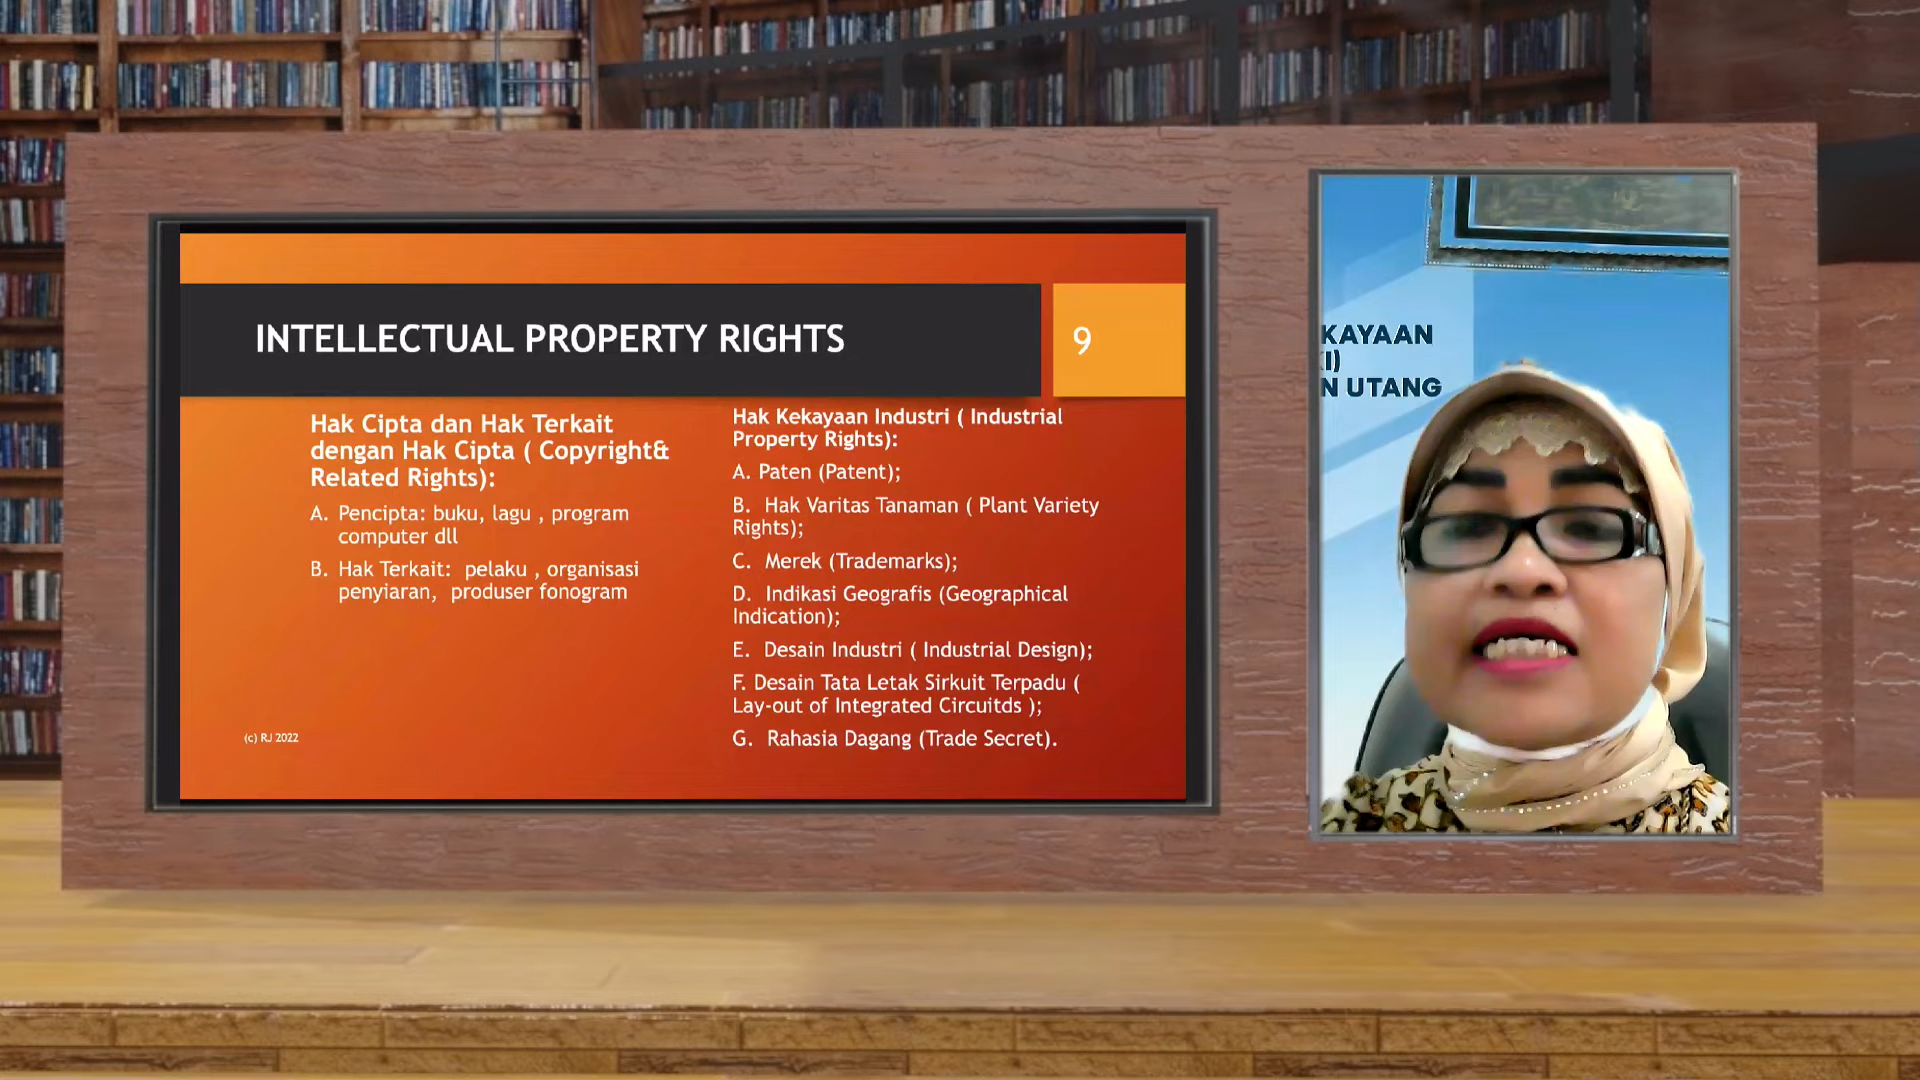 INTELLECTUAL PROPERTY RIGHTS
9
Hak Cipta dan Hak Terkait
dengan Hak Cipta ( Copyright&
Related Rights):
A. Pencipta: buku, lagu , program
computer dll
B. Hak Terkait: pelaku , organisasi
penyiaran, produser fonogram
(c) RJ 2022
Hak Kekayaan Industri ( Industrial
Property Rights):
A. Paten (Patent);
B. Hak Varitas Tanaman ( Plant Variety
Rights);
C. Merek (Trademarks);
D. Indikasi Geografis (Geographical
Indication);
E. Desain Industri ( Industrial Design);
F. Desain Tata Letak Sirkuit Terpadu (
Lay-out of Integrated Circuitds );
G. Rahasia Dagang (Trade Secret).
KAYAAN
I)
N UTANG